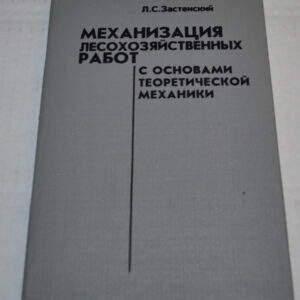 Л.С. Застенский
МЕХАНИЗАЦИЯ
ЛЕСОХОЗЯЙСТВЕННЫХ
РАБОТ
С ОСНОВАМИ
ТЕОРЕТИЧЕСКОЙ
МЕХАНИКИ